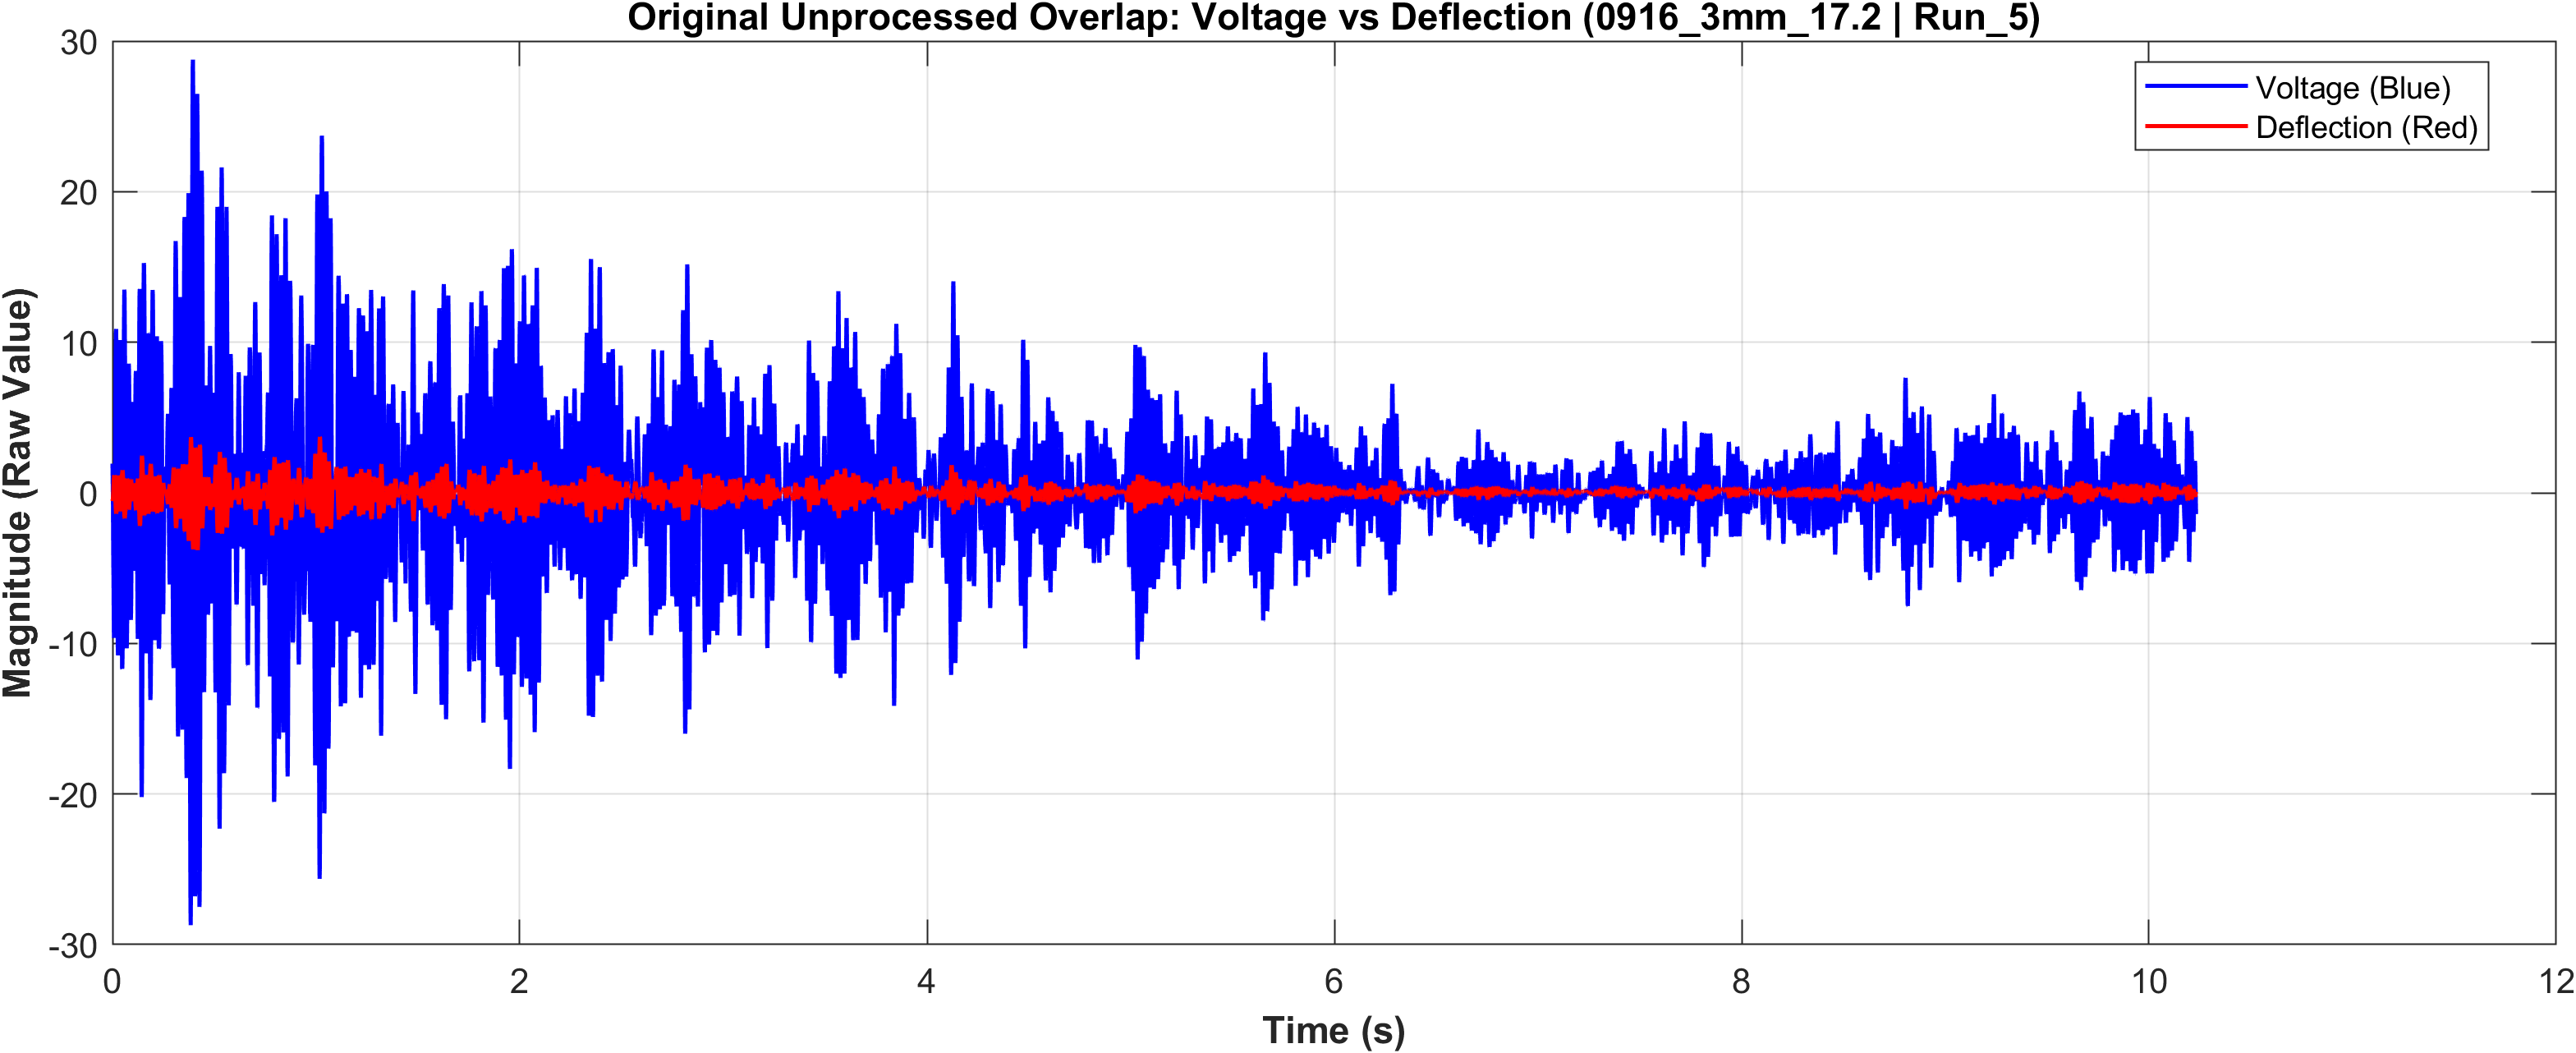 Original Unprocessed Overlap: Voltage vs Deflection (0916_3mm_17.2 | Run_5)
Voltage (Blue)
Deflection (Red)
Magnitude (Raw Value)
30
20
10
0
-10
-20
-30
0
2
4
6
8
10
12
Time (s)